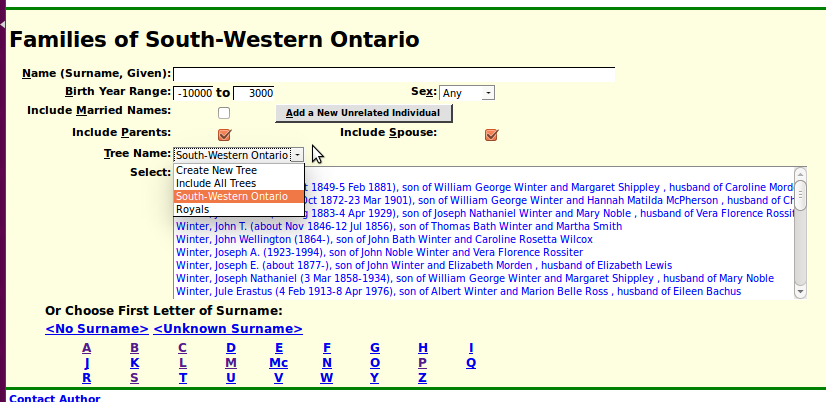 Families of South-Western Ontario
Name (Surname, Given):
Birth Year Range: -10000 to 3000 Sex: Any
Include Married Names: Add a New Unrelated Individual
Include Parents: Include Spouse:
Tree Name: South-Western Ontario
Create New Tree
Include All Trees
South-Western Ontario
Royals
Select:
1849-5 Feb 1881), son of William George Winter and Margaret Shippley , husband of Caroline
Oct 1872-23 Mar 1901), son of William George Winter and Hannah Matilda McPherson , husband of
1883-4 Apr 1929), son of Joseph Nathaniel Winter and Mary Noble , husband of Vera Florence
Winter, John T. (about Nov 1846-12 Jul 1856), son of Thomas Bath Winter and Martha Smith
Winter, John Wellington (1864-), son of John Bath Winter and Caroline Rosetta Wilcox
Winter, Joseph A. (1923-1994), son of John Noble Winter and Vera Florence Rossiter
Winter, Joseph E. (about 1877-), son of John Winter and Elizabeth Morden , husband of Elizabeth Lewis
Winter, Joseph Nathaniel (3 Mar 1858-1934), son of William George Winter and Margaret Shippley , husband of Mary Noble
Winter, Jule Erastus (4 Feb 1913-8 Apr 1976), son of Albert Winter and Marion Belle Ross , husband of Eileen Bachus
Or Choose First Letter of Surname:
<No Surname> <Unknown Surname>
A B C D E F G H I
J K L M Mc N O P Q
R S T U V W Y Z
Contact Author